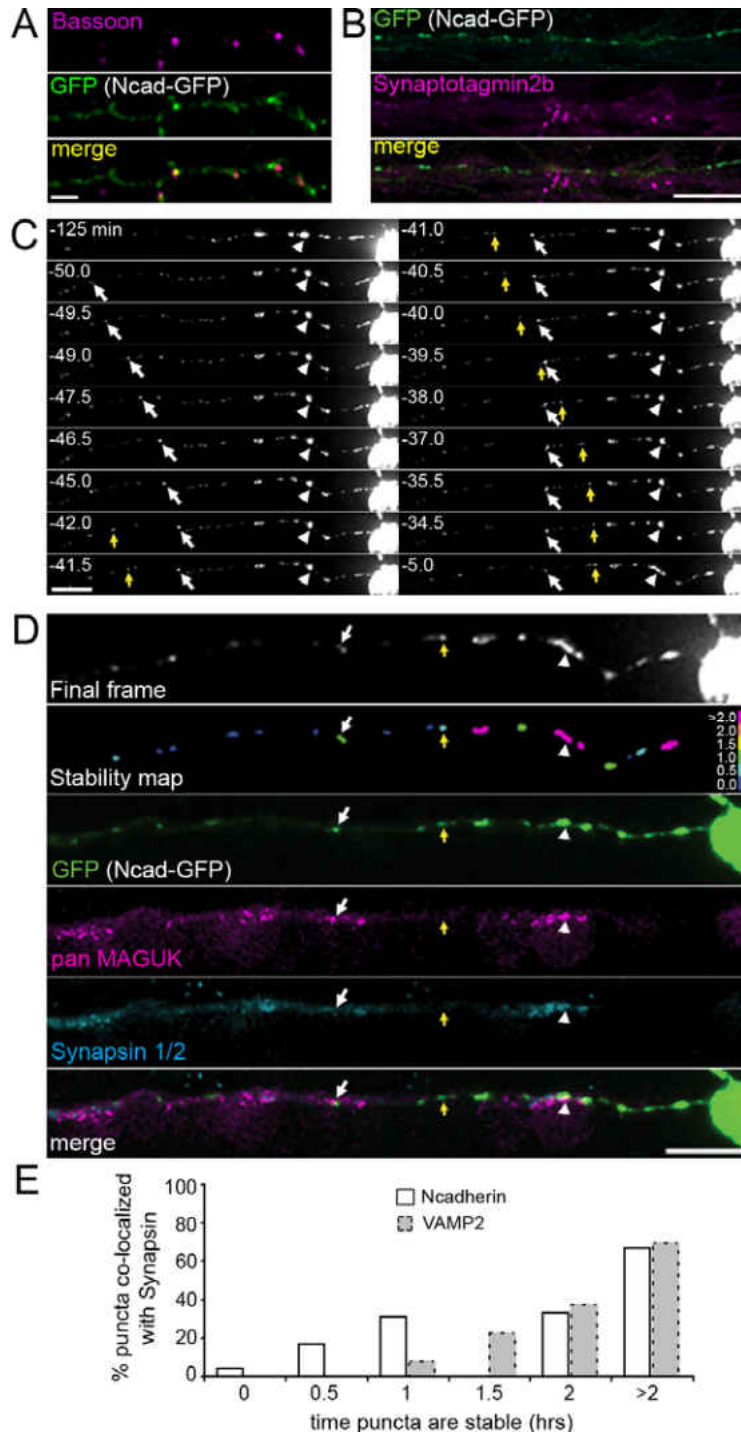 A
Bassoon
GFP (Ncad-GFP)
merge
B
GFP (Ncad-GFP)
Synaptotagmin2b
merge
C
-125 min
-50.0
-49.5
-49.0
-47.5
-46.5
-45.0
-42.0
-41.5
-41.0
-40.5
-40.0
-39.5
-38.0
-37.0
-35.5
-34.5
-5.0
D
Final frame
Stability map
>2.0
2.0
1.5
1.0
0.5
0.0
GFP (Ncad-GFP)
pan MAGUK
Synapsin 1/2
merge
E
% puncta co-localized
with Synapsin
100
80
60
40
20
0
Ncadherin
VAMP2
0 0.5 1 1.5 2 >2
time puncta are stable (hrs)